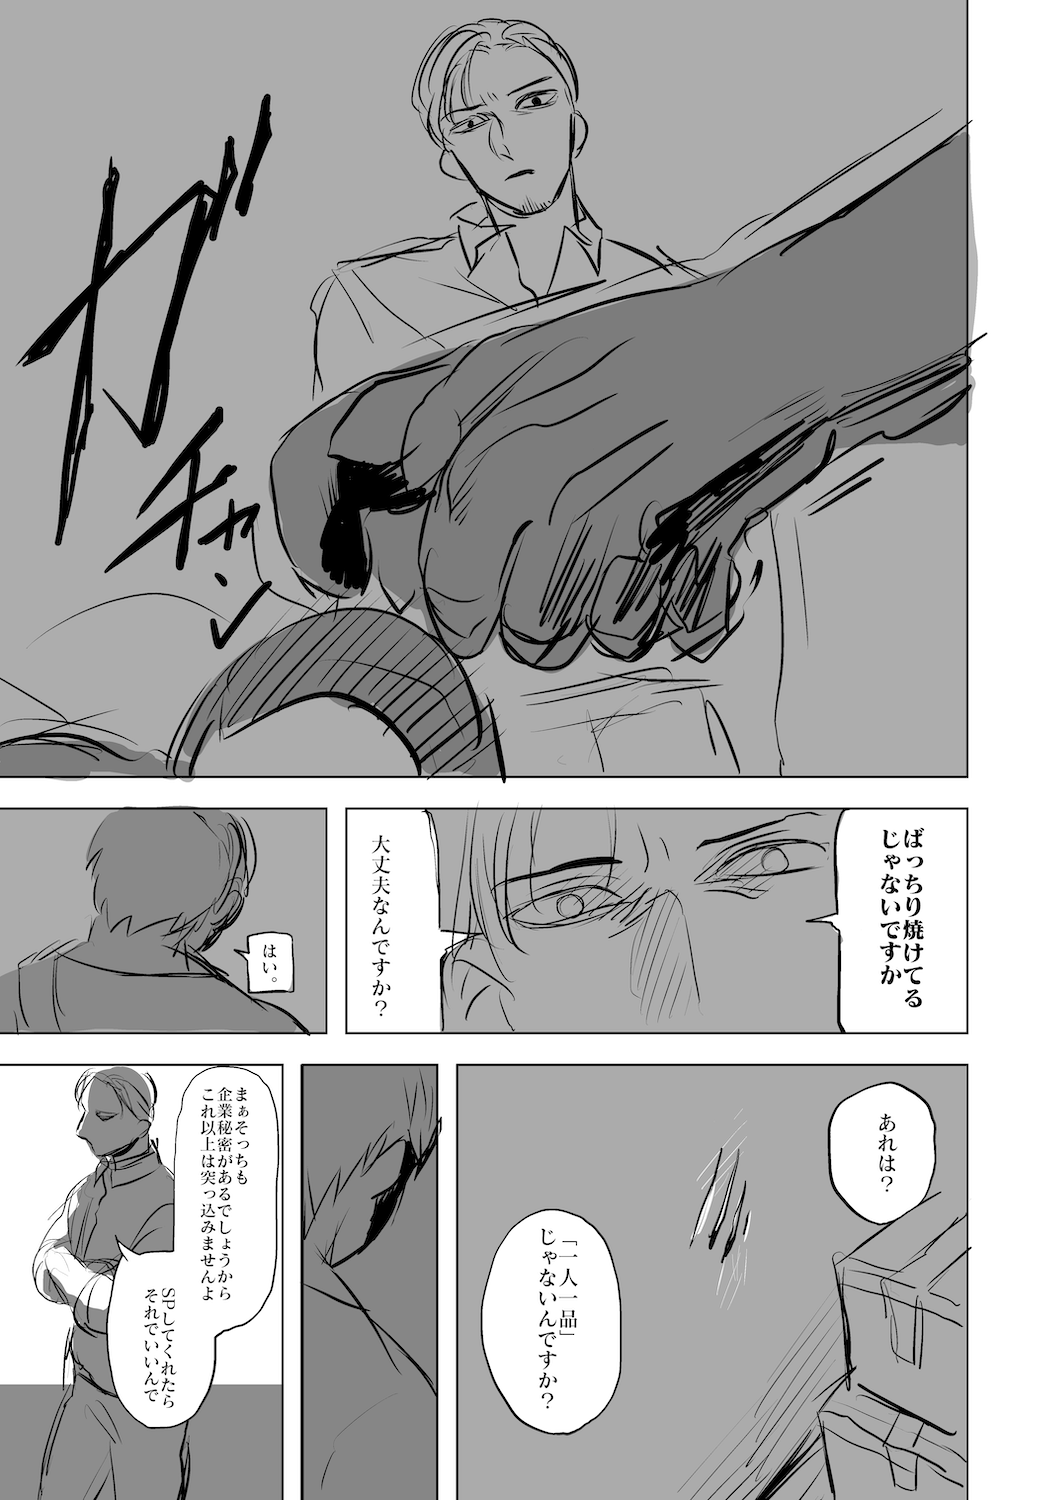 ガガチャン
ばっちり焼けてる
じゃないですか
大丈夫なんですか？
はい。
あれは？
「一人一品」
じゃないんですか？
まぁそっちも
企業秘密があるでしょうから
これ以上は突っ込みませんよ
SPしてくれたら
それでいいんで